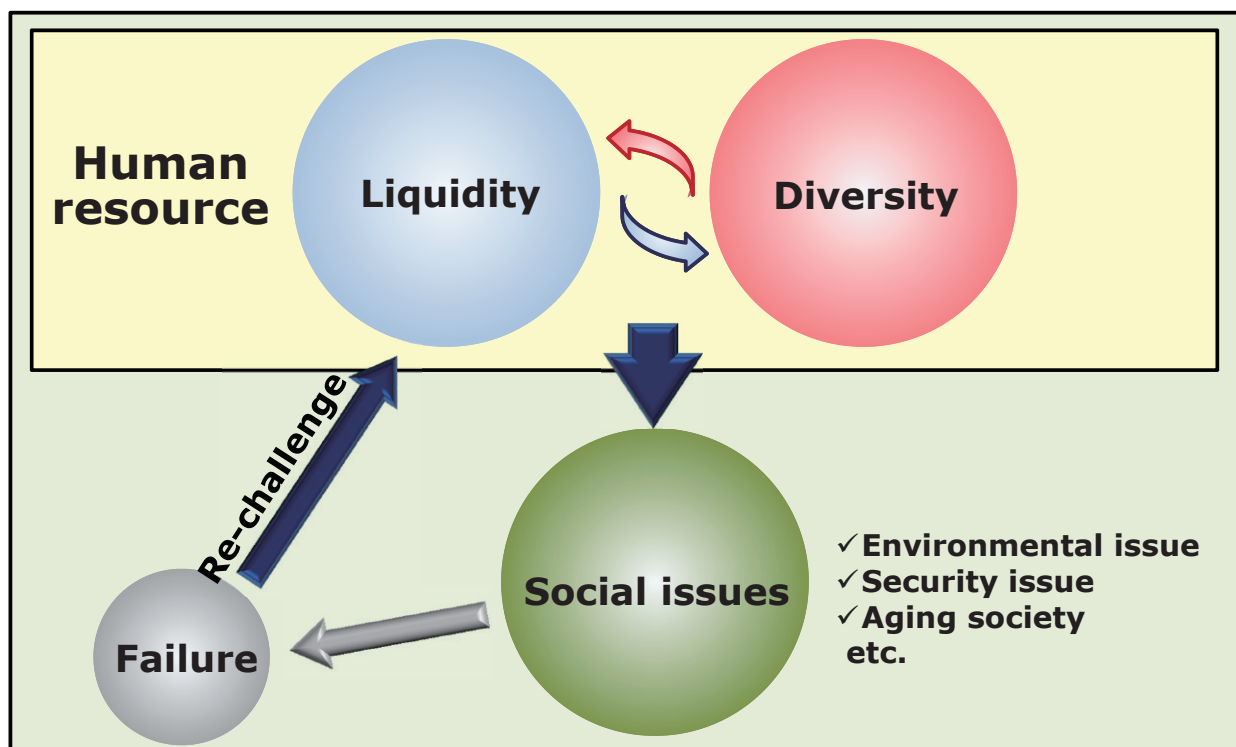 Human
resource
Liquidity
Diversity
Re-challenge
Social issues
✓Environmental issue
✓Security issue
✓Aging society
etc.
Failure